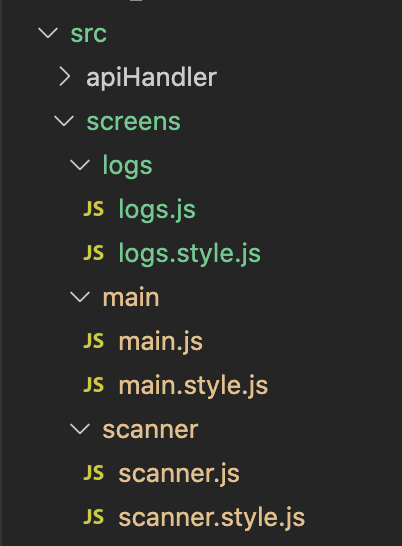 src
apiHandler
screens
logs
JS logs.js
JS logs.style.js
main
JS main.js
JS main.style.js
scanner
JS scanner.js
JS scanner.style.js